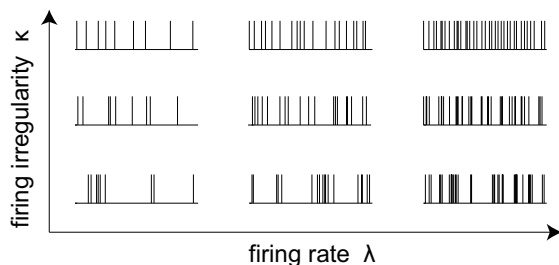 firing irregularity κ
firing rate λ